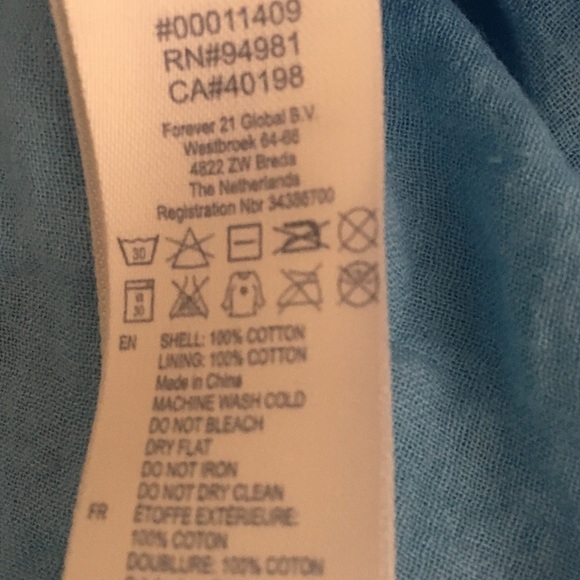 #00011409
RN#94981
CA#40198
Forever 21 Global B.V.
Westbroek 64-66
4822 ZW Breda
The Netherlands
Registration Nbr 34386700
30
30
EN SHELL: 100% COTTON
LINING: 100% COTTON
Made in China
MACHINE WASH COLD
DO NOT BLEACH
DRY FLAT
DO NOT IRON
DO NOT DRY CLEAN
FR ÉTOFFE EXTÉRIEURE:
100% COTON
DOUBLURE: 100% COTON